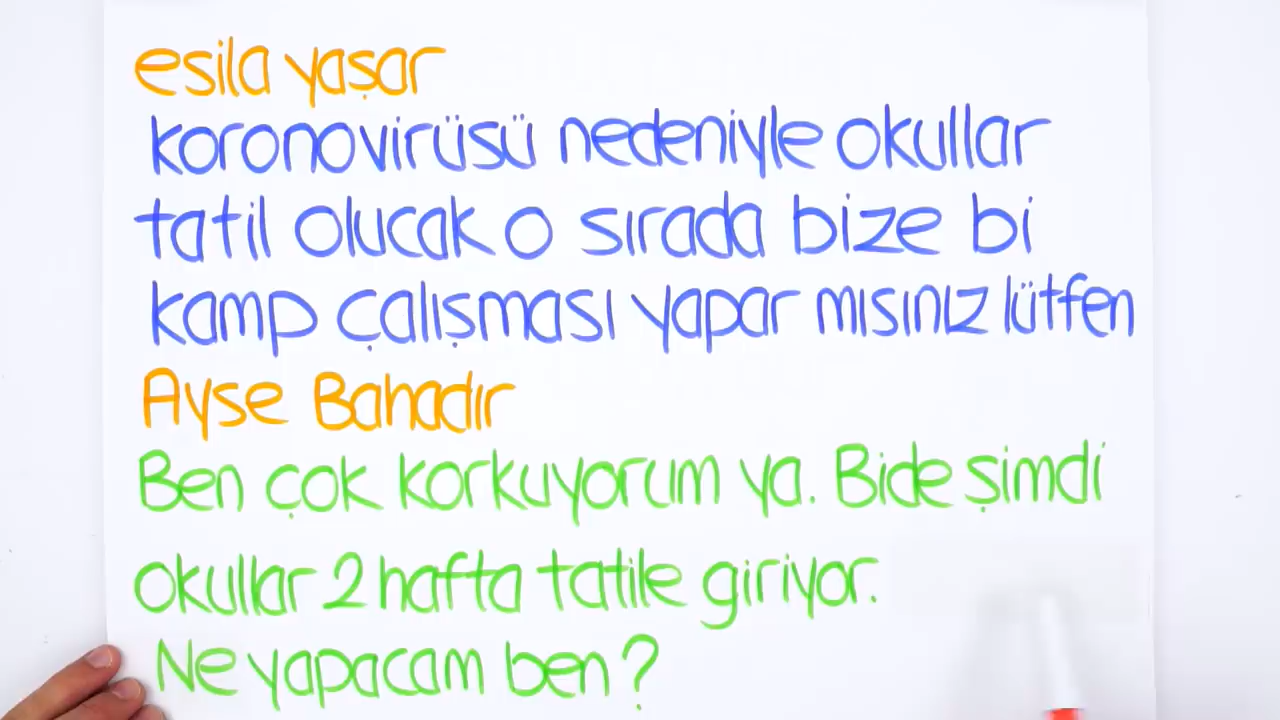 esila yaşar
koronovirüsü nedeniyle okullar
tatil olucak o sırada bize bi
kamp çalışması yapar mısınız lütfen
Ayse Bahadır
Ben çok korkuyorum ya. Bide şimdi
okullar 2 hafta tatile giriyor.
Ne yapacam ben?